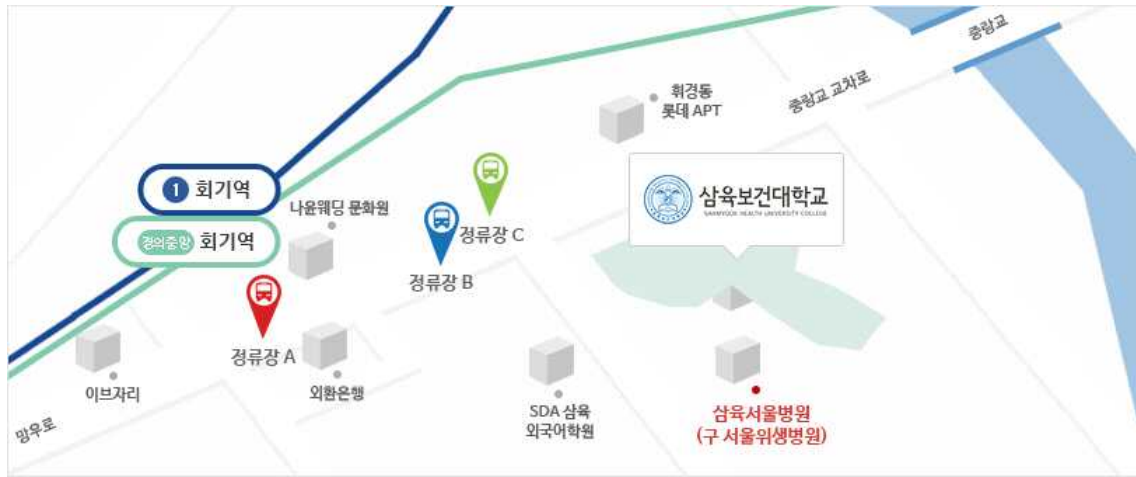 중랑교
중랑교 교차로
휘경동
롯데 APT
1 회기역
경의중앙 회기역
나윤웨딩 문화원
정류장 C
정류장 B
정류장 A
삼육보건대학교
SAHMYOOK HEALTH UNIVERSITY COLLEGE
이브자리
외환은행
SDA 삼육
외국어학원
삼육서울병원
(구 서울위생병원)
망우로